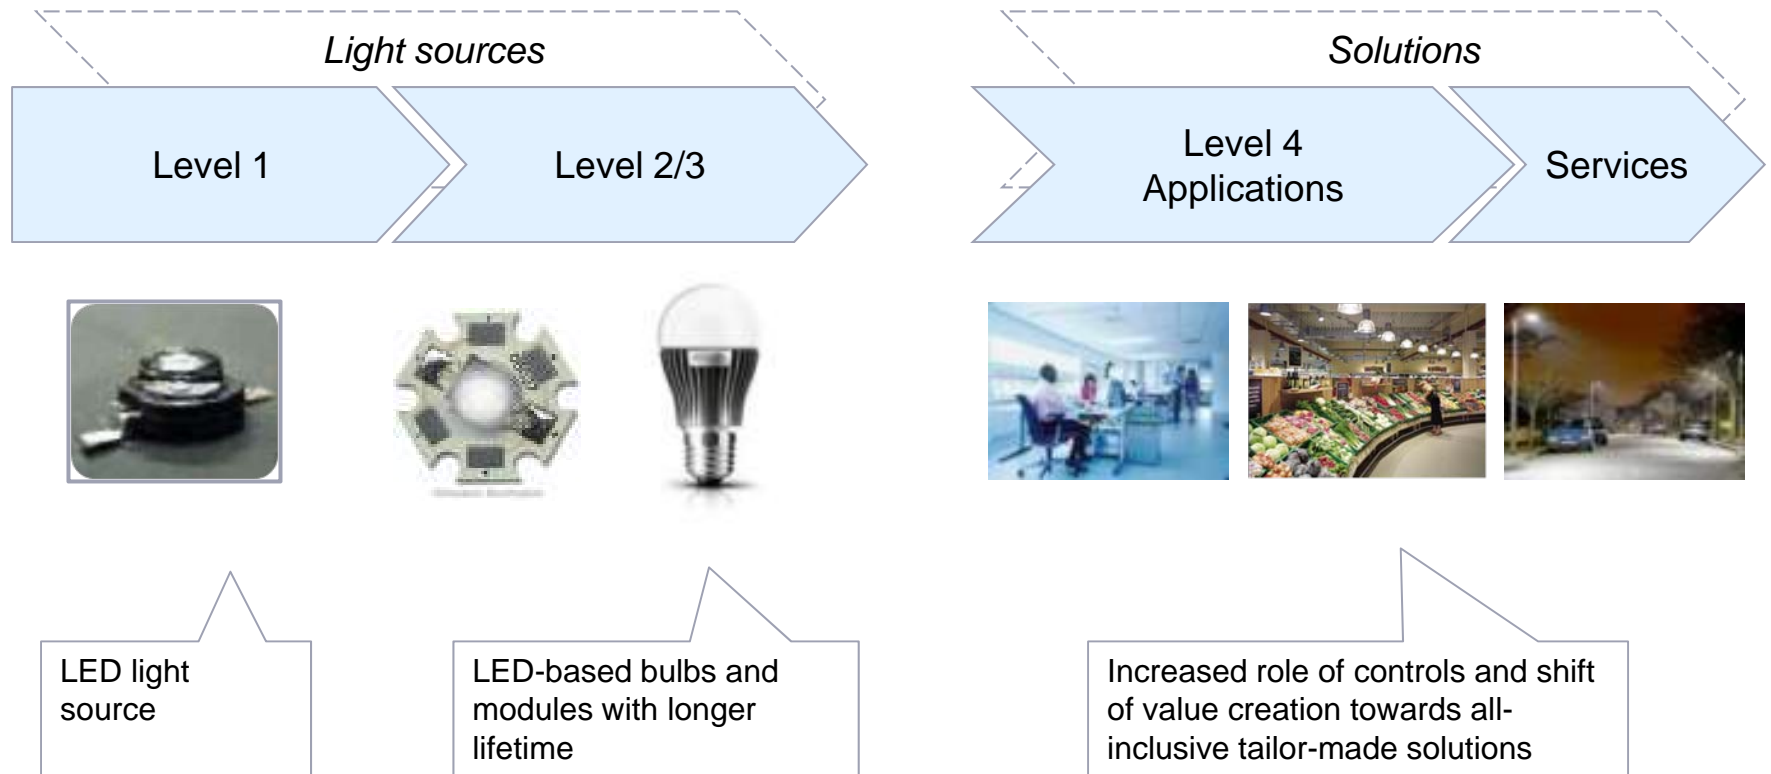 Light sources
Solutions
Level 1
Level 2/3
Level 4
Applications
Services
LED light
source
LED-based bulbs and
modules with longer
lifetime
Increased role of controls and shift
of value creation towards all-
inclusive tailor-made solutions